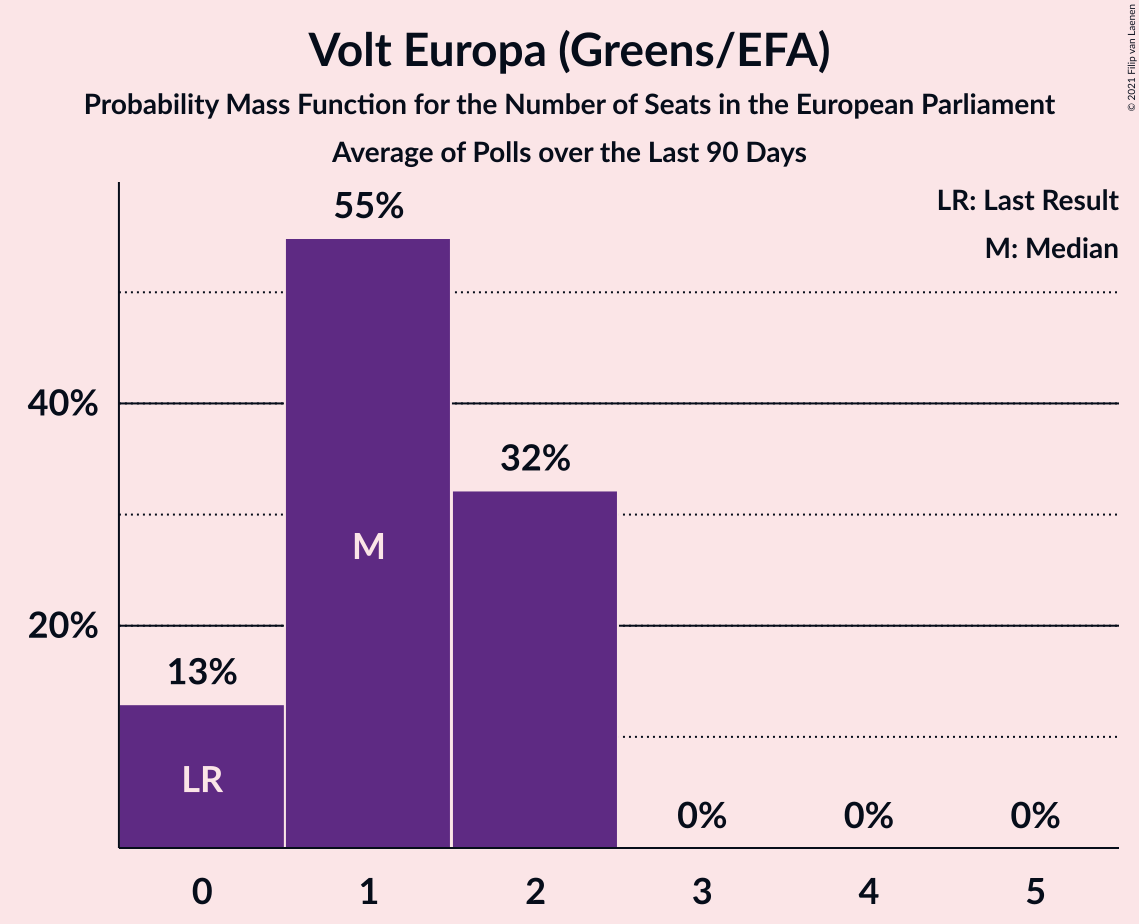 Volt Europa (Greens/EFA)
Probability Mass Function for the Number of Seats in the European Parliament
Average of Polls over the Last 90 Days
© 2021 Filip van Laenen
LR: Last Result
M: Median
55%
40%
32%
M
20%
13%
LR
0% 0% 0%
0 1 2 3 4 5